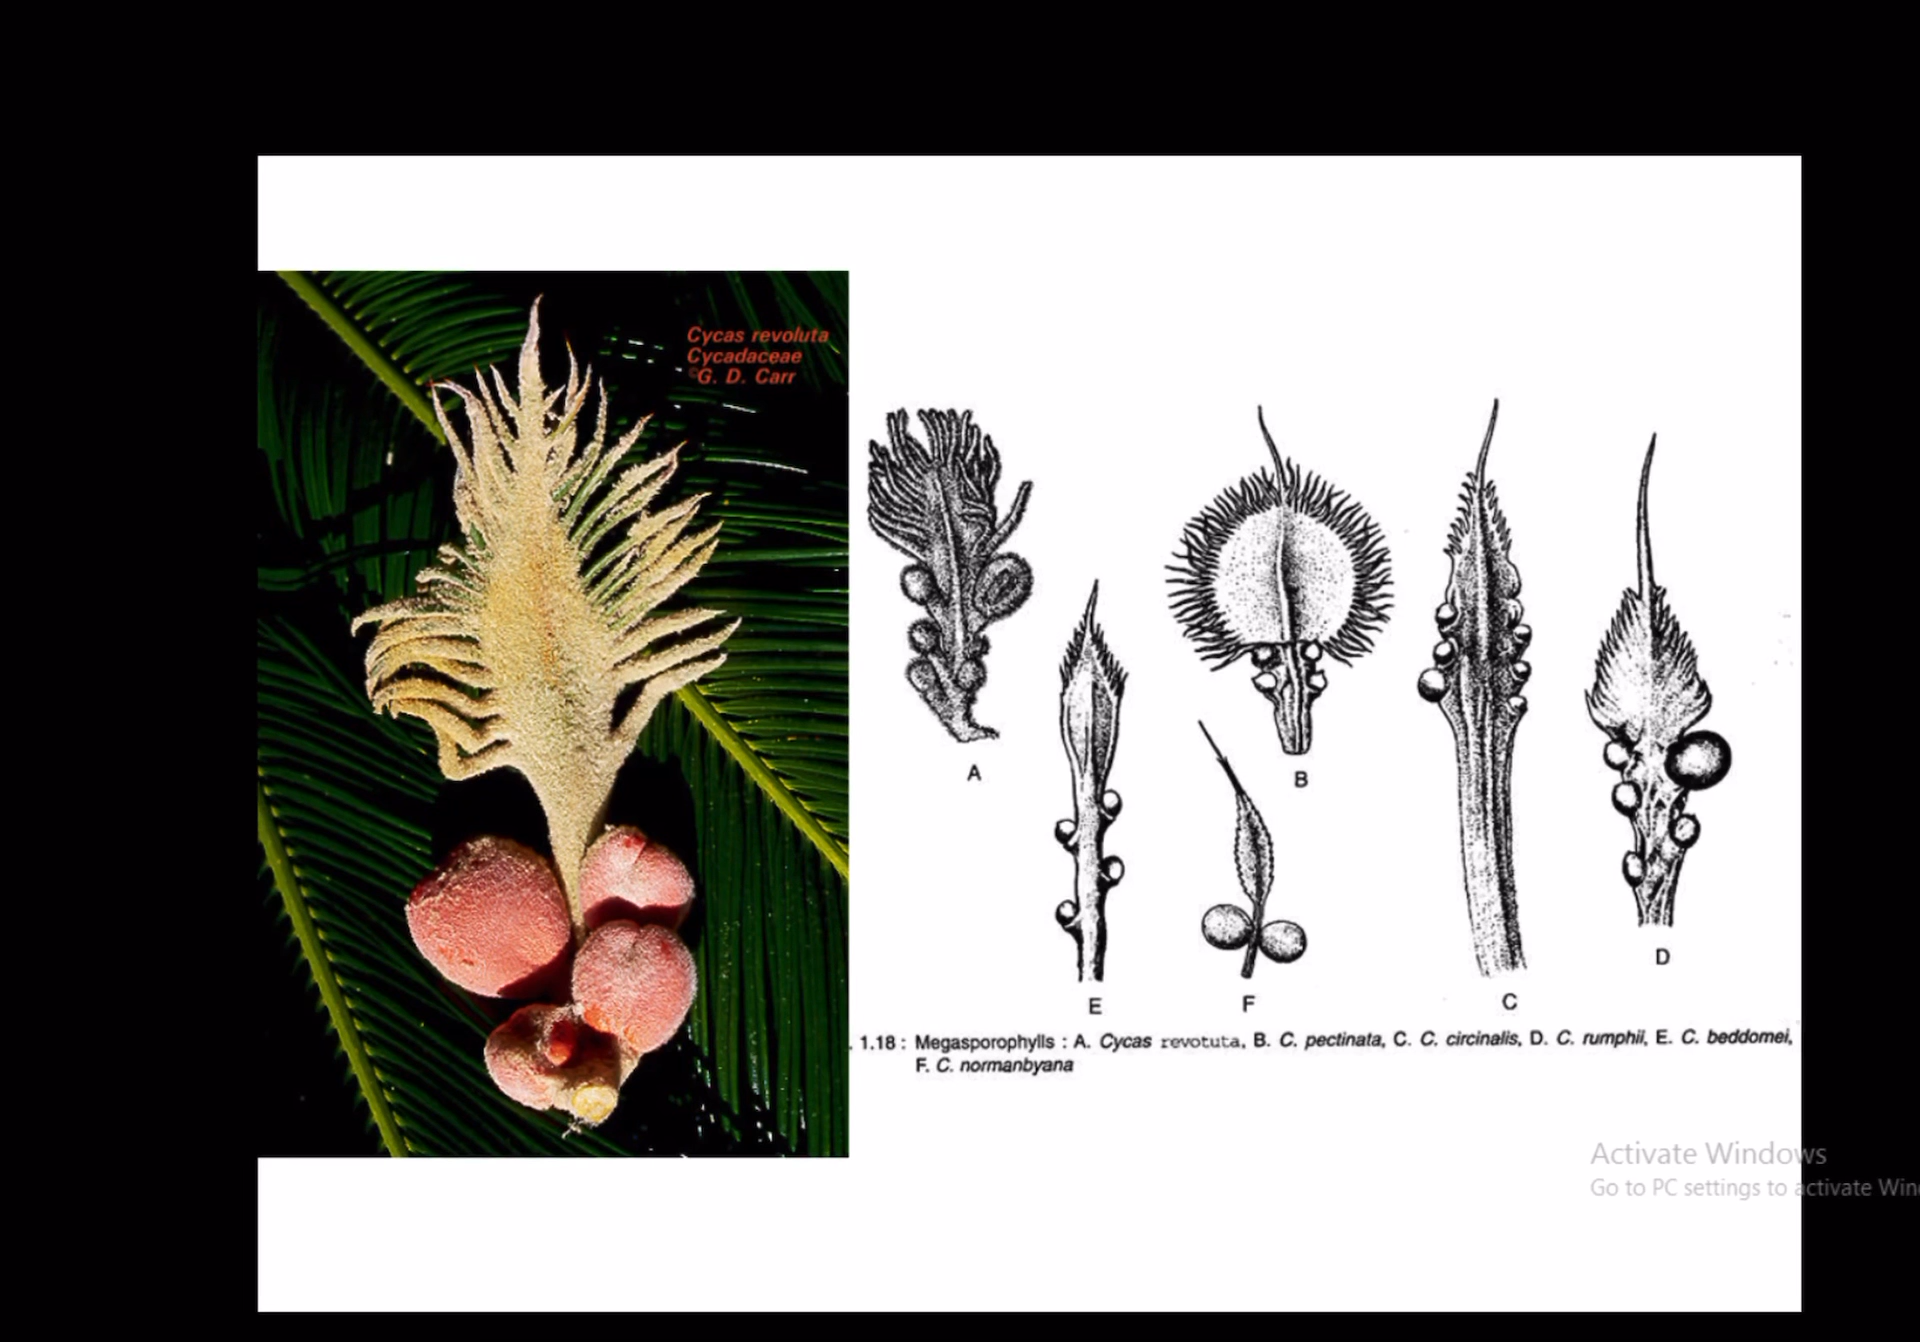 Cycas revoluta
Cycadaceae
©G. D. Carr
A
B
E
F
C
D
. 1.18 : Megasporophylls : A. Cycas revotuta, B. C. pectinata, C. C. circinalis, D. C. rumphii, E. C. beddomei,
F. C. normanbyana
Activate Windows
Go to PC settings to activate Win